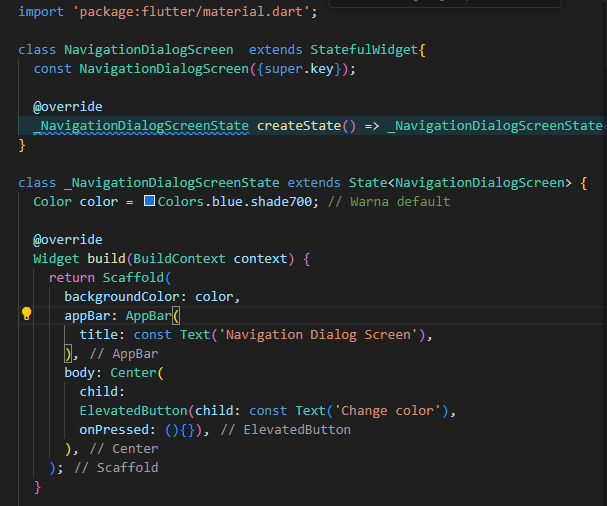 import 'package:flutter/material.dart';
class NavigationDialogScreen  extends StatefulWidget{
  const NavigationDialogScreen({super.key});
  @override
  _NavigationDialogScreenState createState() => _NavigationDialogScreenState
}
class _NavigationDialogScreenState extends State<NavigationDialogScreen> {
  Color color = Colors.blue.shade700; // Warna default
  @override
  Widget build(BuildContext context) {
    return Scaffold(
      backgroundColor: color,
      appBar: AppBar(
        title: const Text('Navigation Dialog Screen'),
      ), // AppBar
      body: Center(
        child:
        ElevatedButton(child: const Text('Change color'),
        onPressed: (){}), // ElevatedButton
      ), // Center
    ); // Scaffold
  }